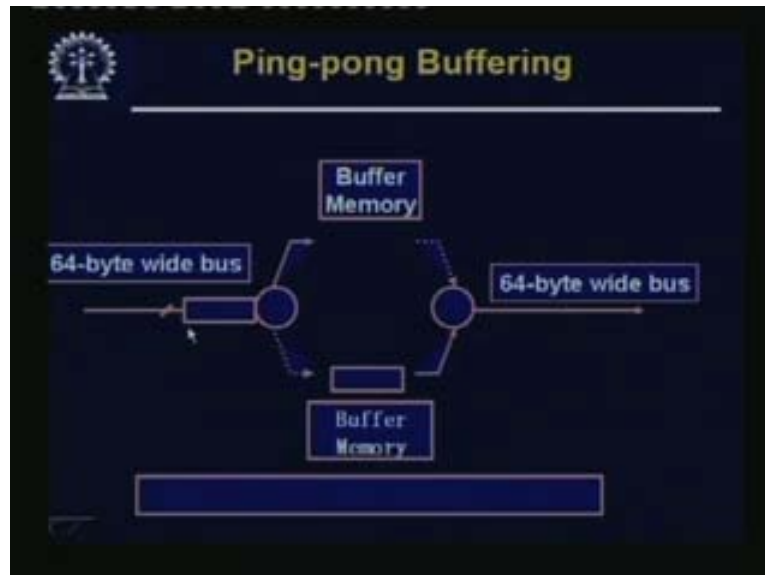 Ping-pong Buffering
Buffer
Memory
64-byte wide bus
64-byte wide bus
Buffer
Memory